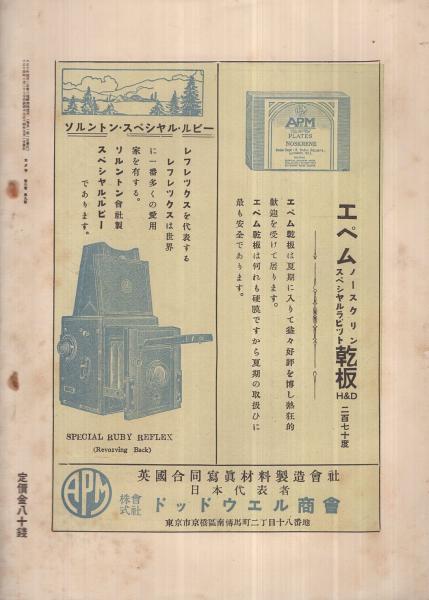 エペム
ノースクリン
スペシヤルラピツト
乾板
H&D
二百七十度
エペム乾板は夏期に入りて益々好評を博し熱狂的
歓迎を受けて居ります。
エペム乾板は何れも硬膜ですから夏期の取扱ひに
最も安全であります。
APM
PLATES
NOSKREENE
ソルントン・スペシヤル・ルビー
レフレツクスを代表する
レフレツクスは世界
に一番多くの愛用
家を有する。
ソルントン會社製
スペシヤル・ルビー
であります。
SPECIAL RUBY REFLEX
(Revorving Back)
英國合同寫眞材料製造會社
日本代表者
APM
株式會社
ドッドウエル商會
東京市京橋區南傳馬町二丁目十八番地
定價金八十錢